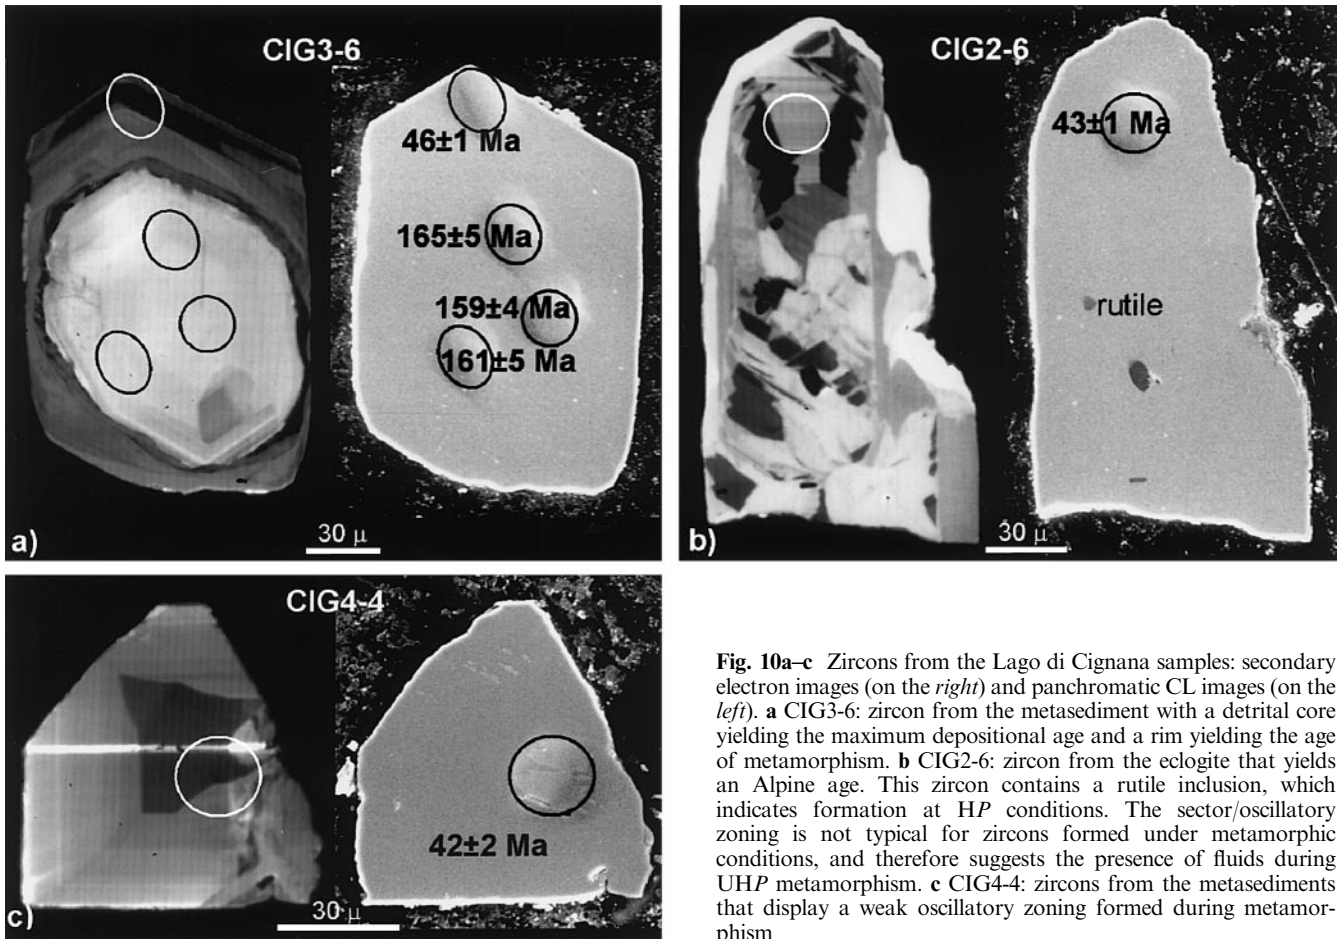 CIG3-6
46±1 Ma
165±5 Ma
159±4 Ma
161±5 Ma
a)
30 μ
CIG2-6
43±1 Ma
rutile
b)
30 μ
CIG4-4
42±2 Ma
c)
30 μ
Fig. 10a–c Zircons from the Lago di Cignana samples: secondary
electron images (on the right) and panchromatic CL images (on the
left). a CIG3-6: zircon from the metasediment with a detrital core
yielding the maximum depositional age and a rim yielding the age
of metamorphism. b CIG2-6: zircon from the eclogite that yields
an Alpine age. This zircon contains a rutile inclusion, which
indicates formation at HP conditions. The sector/oscillatory
zoning is not typical for zircons formed under metamorphic
conditions, and therefore suggests the presence of fluids during
UHP metamorphism. c CIG4-4: zircons from the metasediments
that display a weak oscillatory zoning formed during metamor-
phism